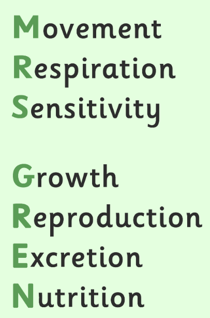 Movement
Respiration
Sensitivity
Growth
Reproduction
Excretion
Nutrition